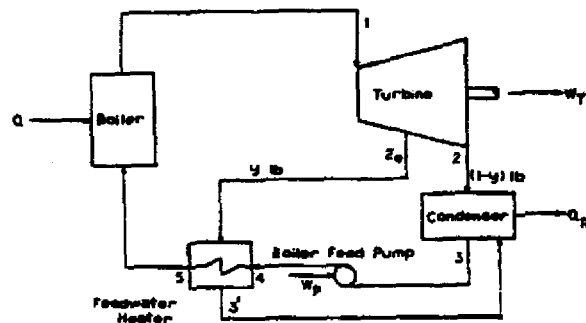 1
Turbine
W_T
Boiler
Q
2e
2
y lb
(1-y) lb
Condenser
Q_R
Boiler Feed Pump
3
5
4
W_p
3'
Feedwater
Heater